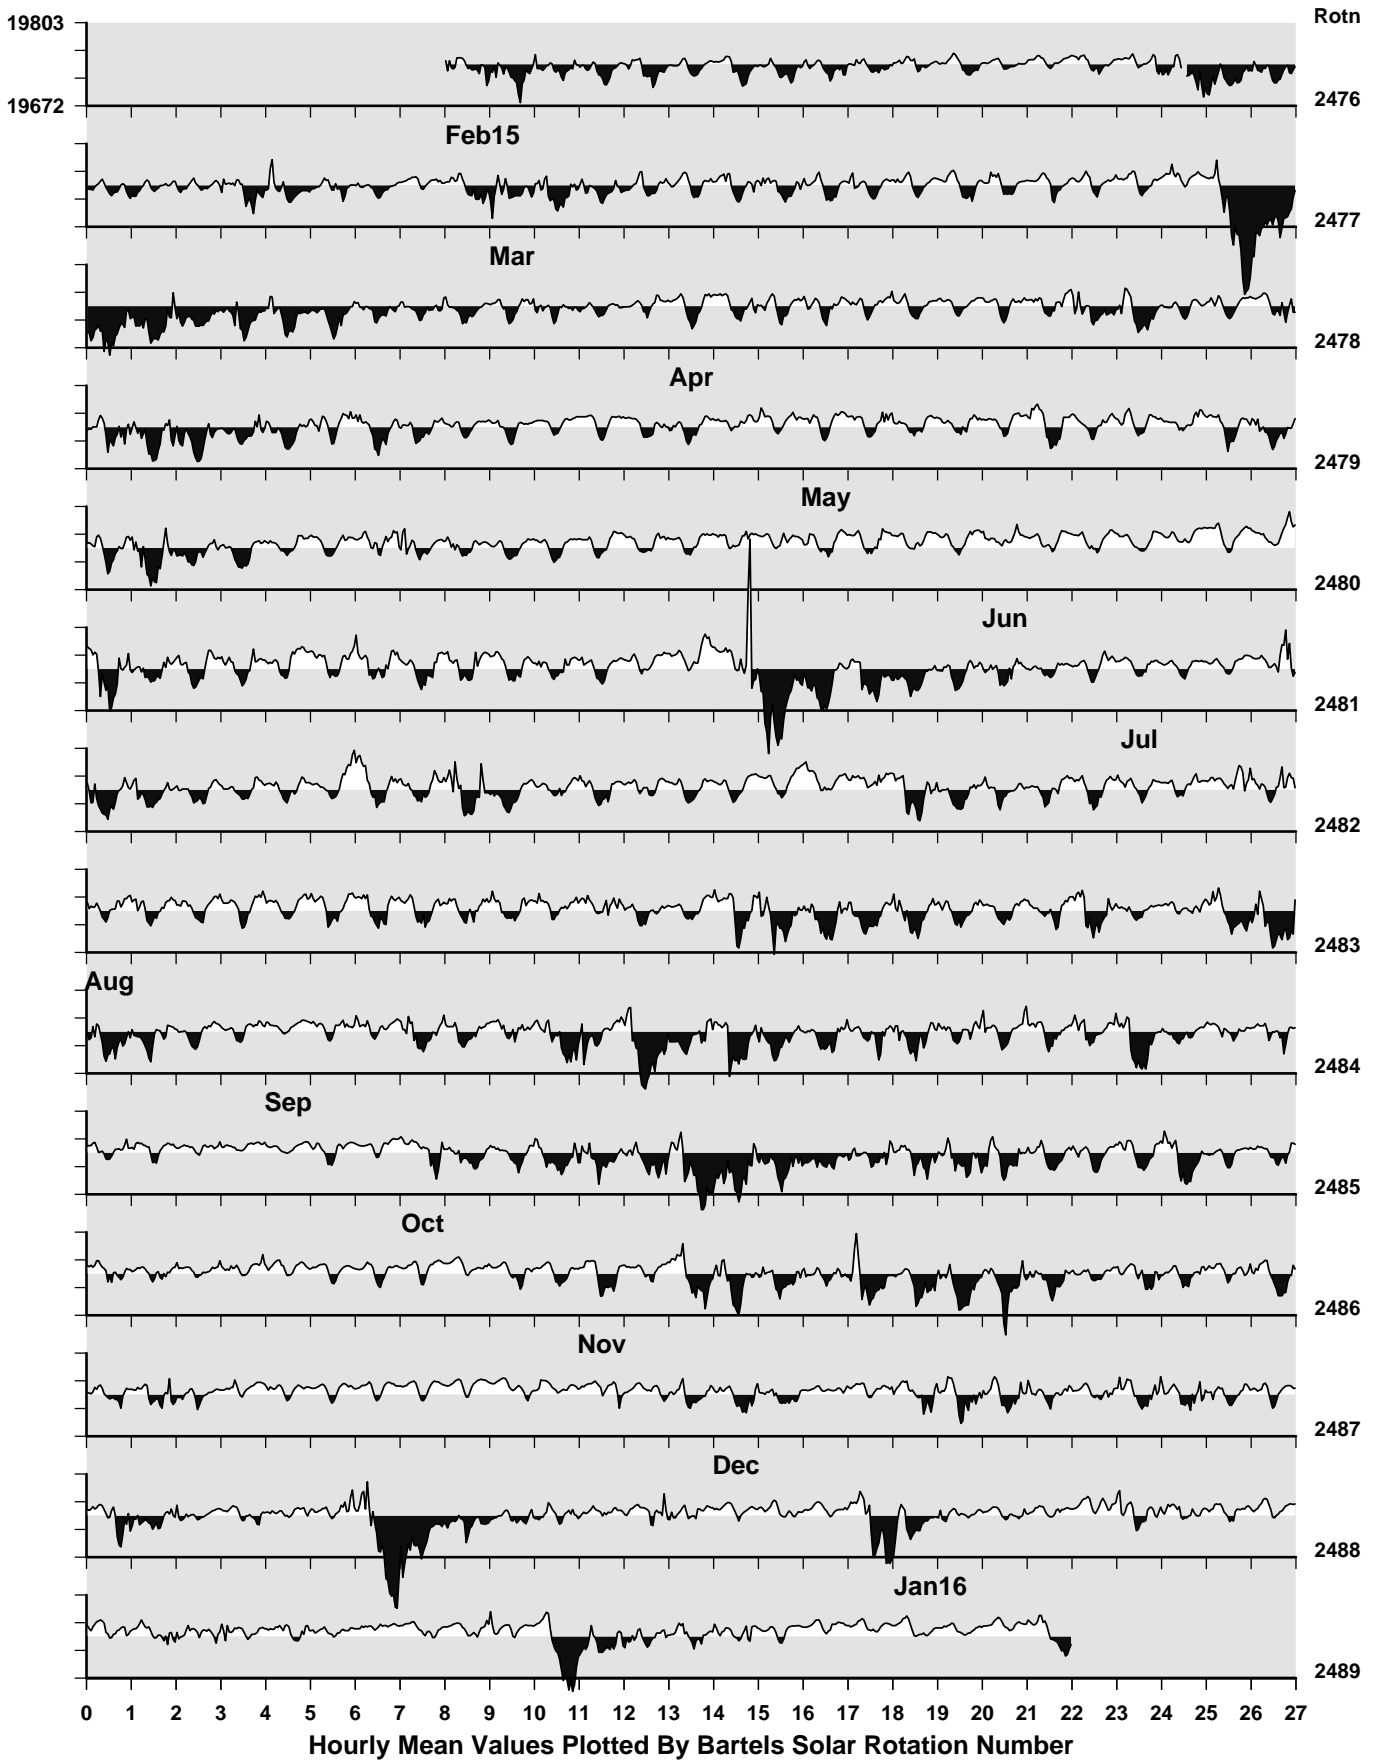 19803
Rotn
19672
2476
Feb15
2477
Mar
2478
Apr
2479
May
2480
Jun
2481
Jul
2482
2483
Aug
2484
Sep
2485
Oct
2486
Nov
2487
Dec
2488
Jan16
2489
0 1 2 3 4 5 6 7 8 9 10 11 12 13 14 15 16 17 18 19 20 21 22 23 24 25 26 27
Hourly Mean Values Plotted By Bartels Solar Rotation Number